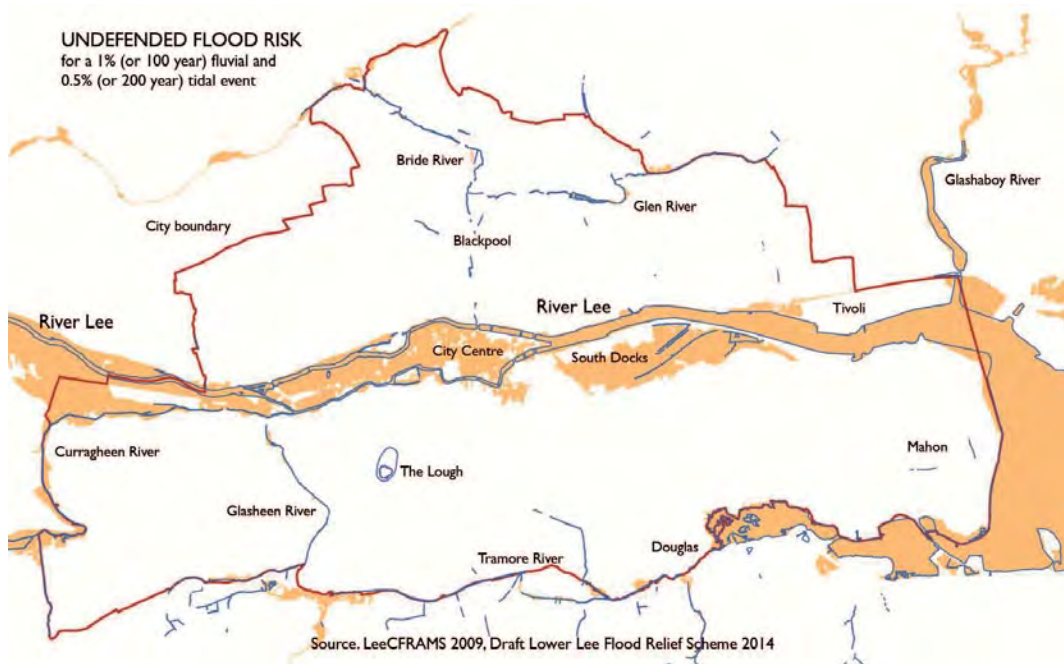 UNDEFENDED FLOOD RISK
for a 1% (or 100 year) fluvial and
0.5% (or 200 year) tidal event
Bride River
Glashaboy River
Glen River
City boundary
Blackpool
River Lee
River Lee
Tivoli
City Centre
South Docks
Curragheen River
Mahon
The Lough
Glasheen River
Douglas
Tramore River
Source. LeeCFRAMS 2009, Draft Lower Lee Flood Relief Scheme 2014